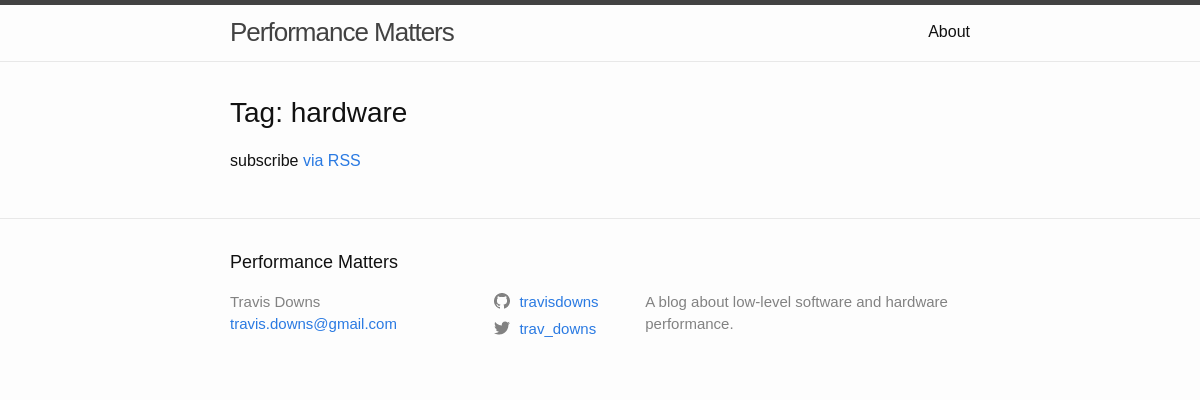 Performance Matters
About
Tag: hardware
subscribe via RSS
Performance Matters
Travis Downs
travis.downs@gmail.com
travisdowns
trav_downs
A blog about low-level software and hardware
performance.